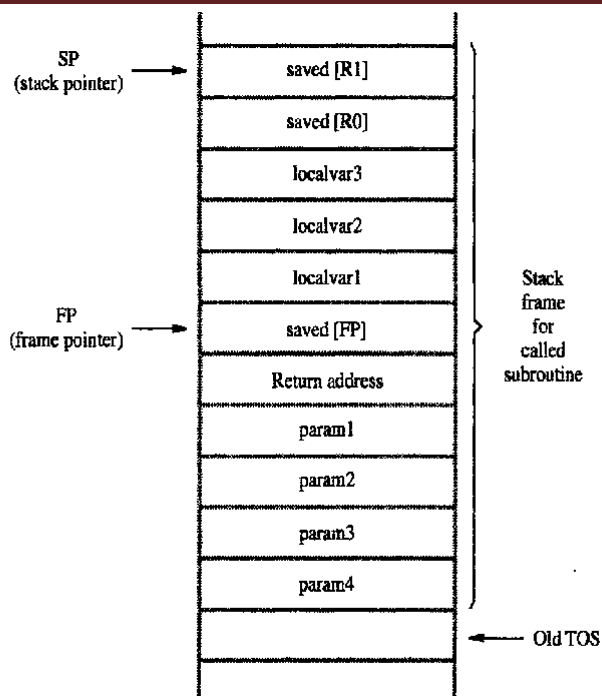 SP
(stack pointer)
saved [R1]
saved [R0]
localvar3
localvar2
localvar1
FP
(frame pointer)
saved [FP]
Return address
param1
param2
param3
param4
Stack
frame
for
called
subroutine
Old TOS